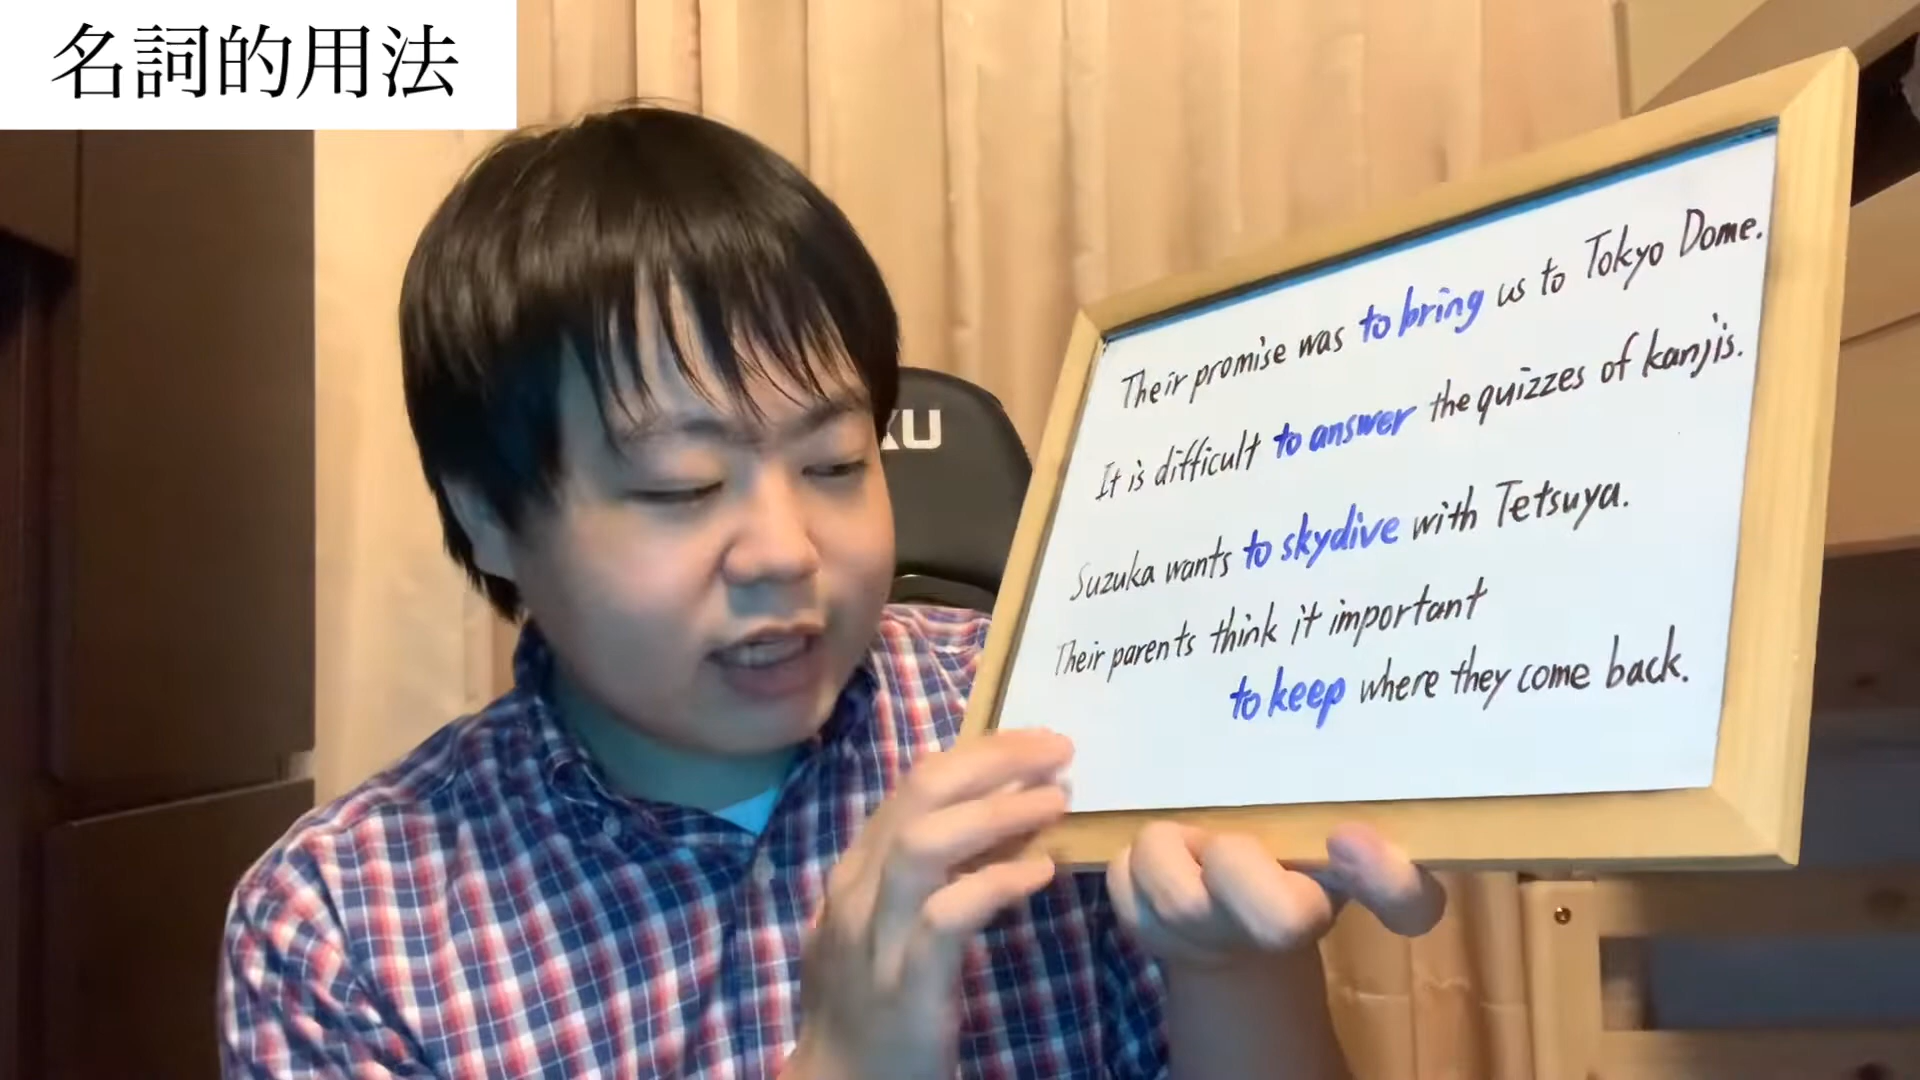 名詞的用法
Their promise was to bring us to Tokyo Dome.
It is difficult to answer the quizzes of kanjis.
Suzuka wants to skydive with Tetsuya.
Their parents think it important
to keep where they come back.